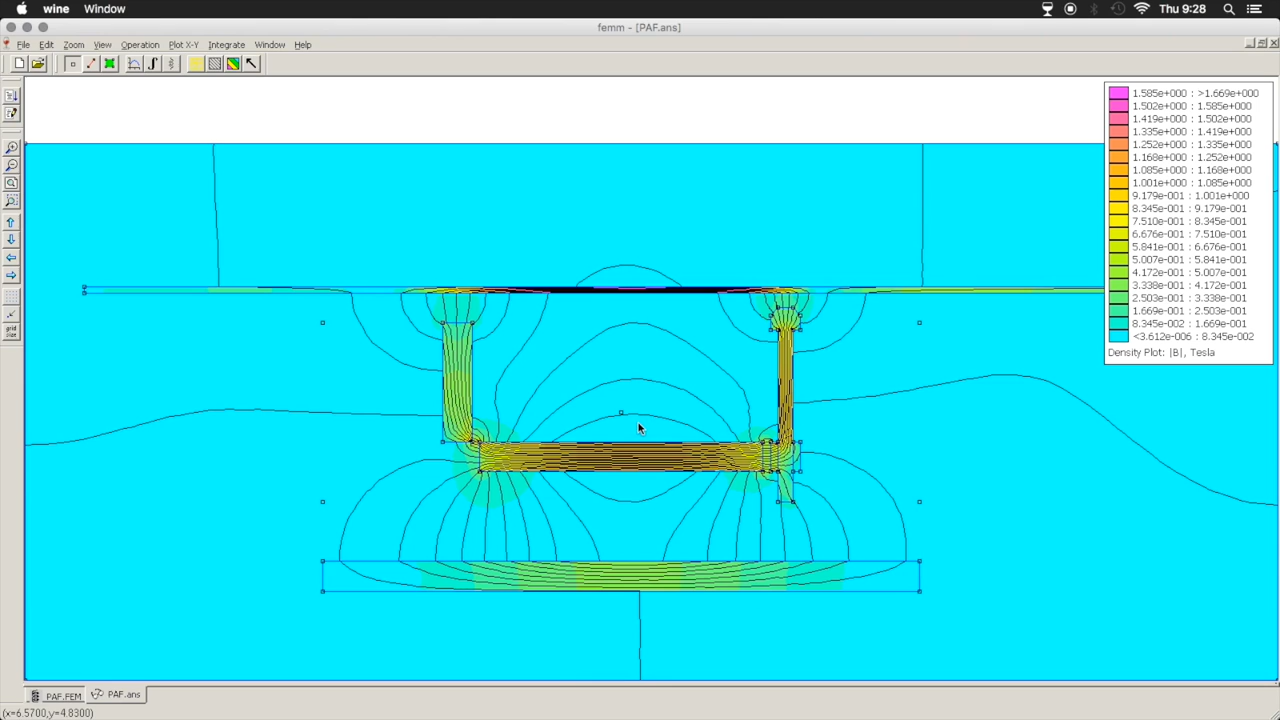 wine Window Thu 9:28
femm - [PAF.ans]
File Edit Zoom View Operation Plot X-Y Integrate Window Help
1.585e+000 : >1.669e+000
1.502e+000 : 1.585e+000
1.419e+000 : 1.502e+000
1.335e+000 : 1.419e+000
1.252e+000 : 1.335e+000
1.168e+000 : 1.252e+000
1.085e+000 : 1.168e+000
1.001e+000 : 1.085e+000
9.179e-001 : 1.001e+000
8.345e-001 : 9.179e-001
7.510e-001 : 8.345e-001
6.676e-001 : 7.510e-001
5.841e-001 : 6.676e-001
5.007e-001 : 5.841e-001
4.172e-001 : 5.007e-001
3.338e-001 : 4.172e-001
2.503e-001 : 3.338e-001
1.669e-001 : 2.503e-001
8.345e-002 : 1.669e-001
<3.612e-006 : 8.345e-002
Density Plot: |B|, Tesla
grid
size
PAF.FEM PAF.ans
(x=6.5700,y=4.8300)